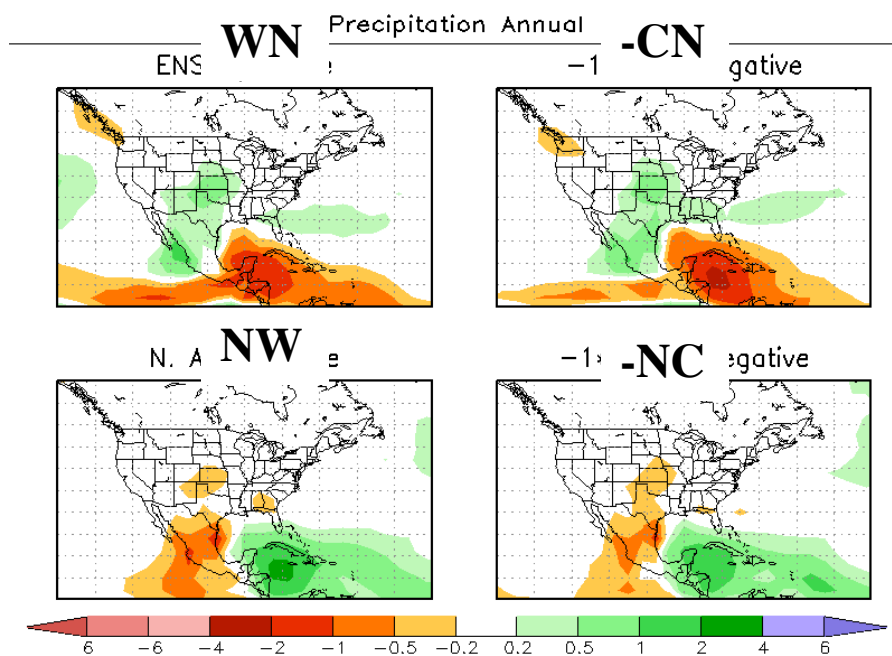 Precipitation Annual
WN
-CN
ENS e
-1 gative
NW
-NC
N. A e
-1 egative
6 -6 -4 -2 -1 -0.5 -0.2 0.2 0.5 1 2 4 6